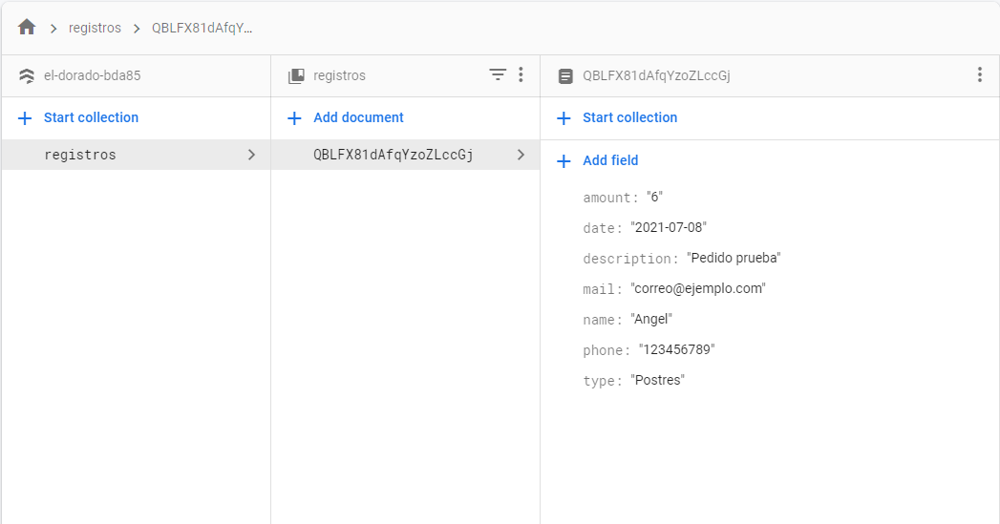 registros QBLFX81dAfqY...
el-dorado-bda85
registros
QBLFX81dAfqYzoZLccGj
Start collection
Add document
Start collection
registros
QBLFX81dAfqYzoZLccGj
Add field
amount: "6"
date: "2021-07-08"
description: "Pedido prueba"
mail: "correo@ejemplo.com"
name: "Angel"
phone: "123456789"
type: "Postres"